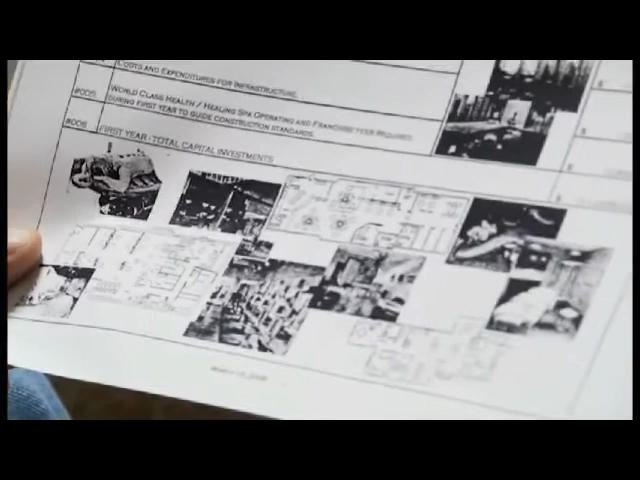 COSTS AND EXPENDITURES FOR INFRASTRUCTURE.
#005. WORLD CLASS HEALTH / HEALING SPA OPERATING AND FRANCHISE FEES REQUIRED
DURING FIRST YEAR TO GUIDE CONSTRUCTION STANDARDS.
#006. FIRST YEAR - TOTAL CAPITAL INVESTMENTS